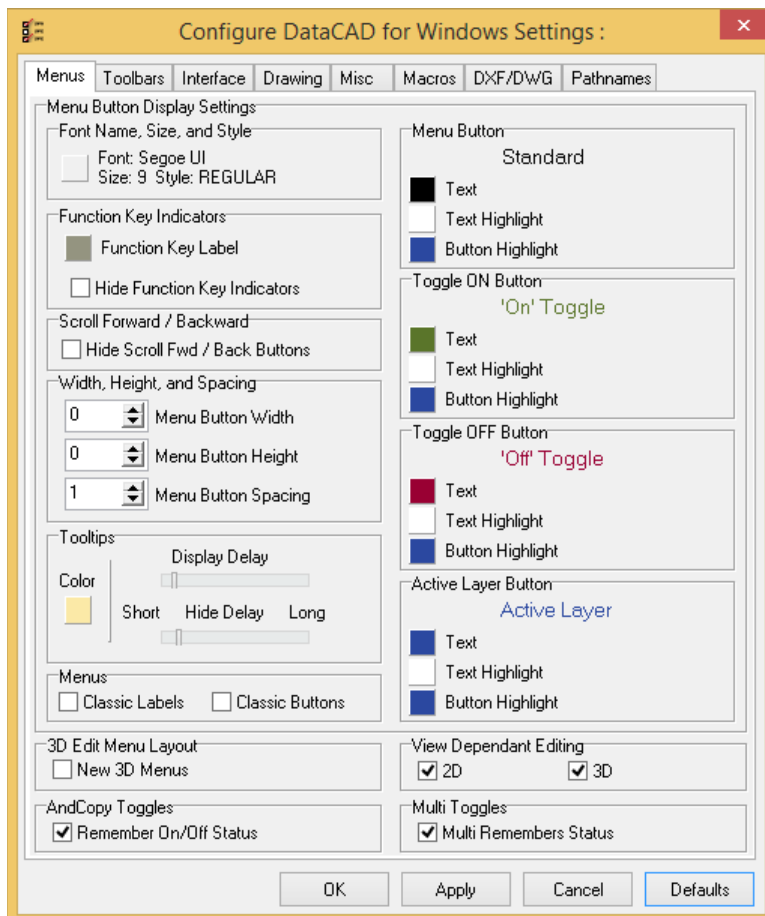 Configure DataCAD for Windows Settings :
Menus Toolbars Interface Drawing Misc Macros DXF/DWG Pathnames
Menu Button Display Settings
Font Name, Size, and Style
Font: Segoe UI
Size: 9 Style: REGULAR
Function Key Indicators
Function Key Label
Hide Function Key Indicators
Scroll Forward / Backward
Hide Scroll Fwd / Back Buttons
Width, Height, and Spacing
0 Menu Button Width
0 Menu Button Height
1 Menu Button Spacing
Tooltips
Display Delay
Color
Short Hide Delay Long
Menus
Classic Labels Classic Buttons
Menu Button
Standard
Text
Text Highlight
Button Highlight
Toggle ON Button
'On' Toggle
Text
Text Highlight
Button Highlight
Toggle OFF Button
'Off' Toggle
Text
Text Highlight
Button Highlight
Active Layer Button
Active Layer
Text
Text Highlight
Button Highlight
3D Edit Menu Layout
New 3D Menus
View Dependant Editing
2D 3D
AndCopy Toggles
Remember On/Off Status
Multi Toggles
Multi Remembers Status
OK Apply Cancel Defaults